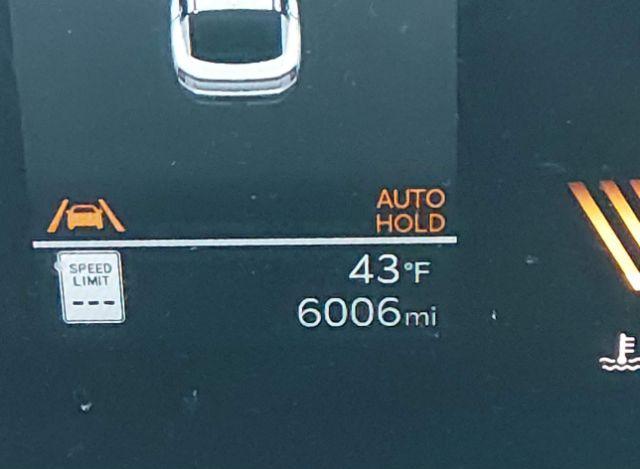 AUTO
HOLD
SPEED
LIMIT
---
43°F
6006mi